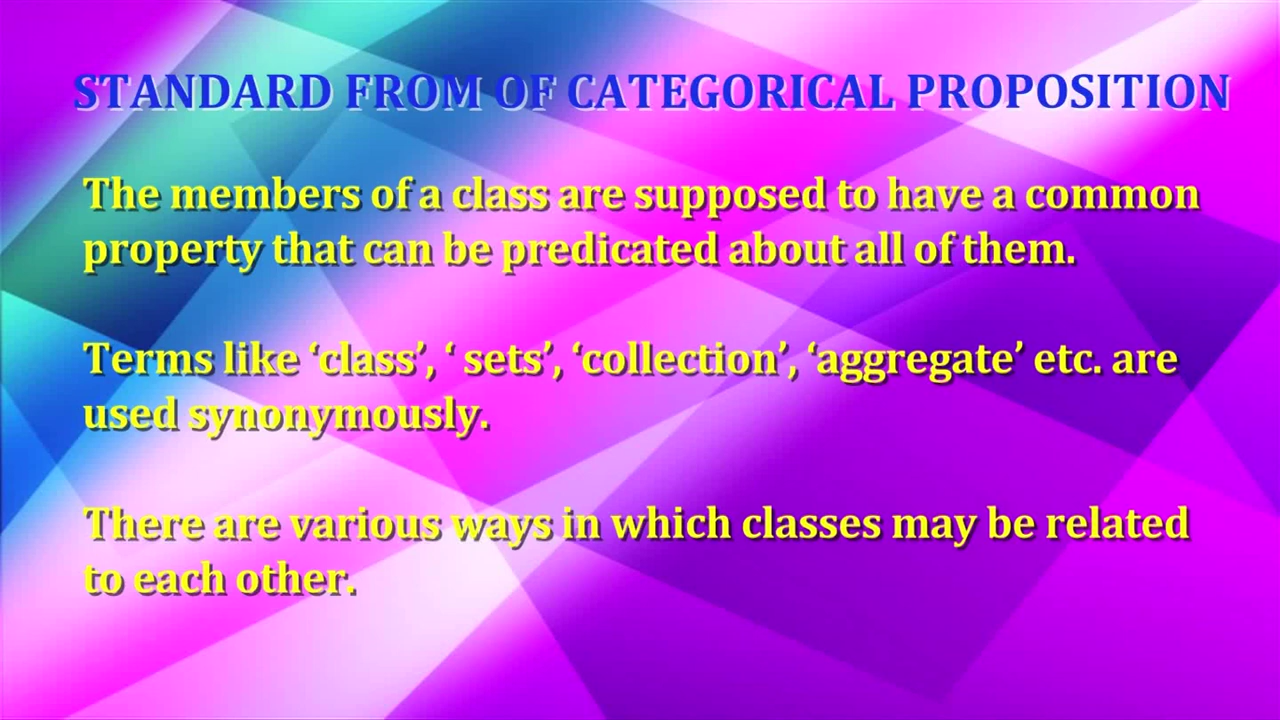 STANDARD FROM OF CATEGORICAL PROPOSITION
The members of a class are supposed to have a common
property that can be predicated about all of them.
Terms like ‘class’, ‘ sets’, ‘collection’, ‘aggregate’ etc. are
used synonymously.
There are various ways in which classes may be related
to each other.